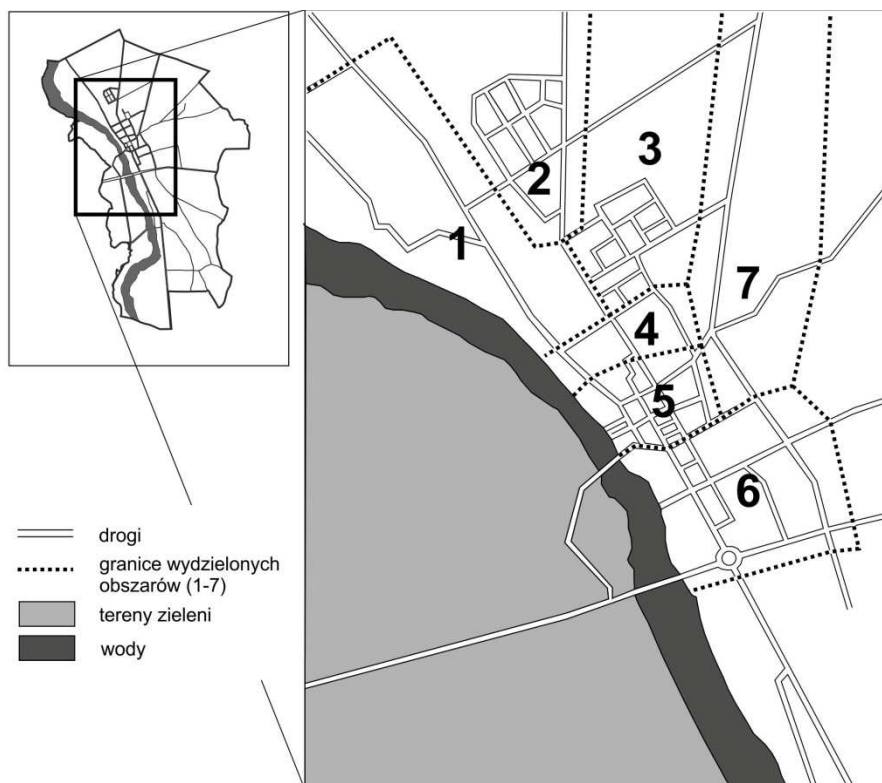 1
2
3
4
5
6
7
drogi
granice wydzielonych
obszarów (1-7)
tereny zieleni
wody